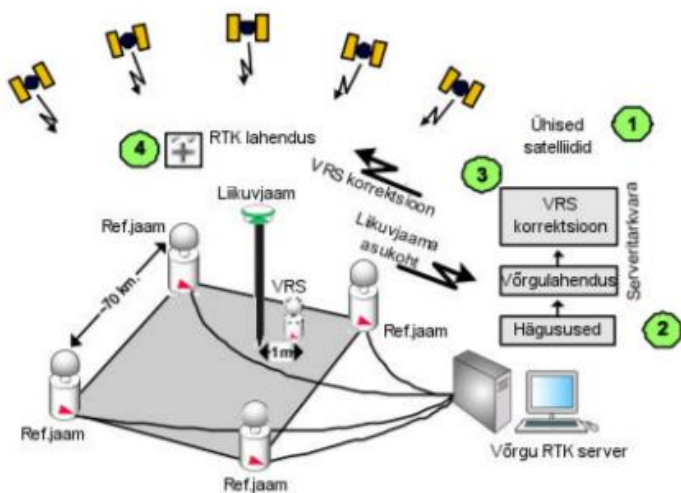 Ühised
satelliidid
1
4
RTK lahendus
VRS korrektsioon
3
VRS
korrektsioon
Serveritarkvara
Liikuvjaam
Liikuvjaama
asukoht
Ref.jaam
~70 km.
VRS
Võrgulahendus
Ref.jaam
1m
Hägusused
2
Ref.jaam
Võrgu RTK server
Ref.jaam